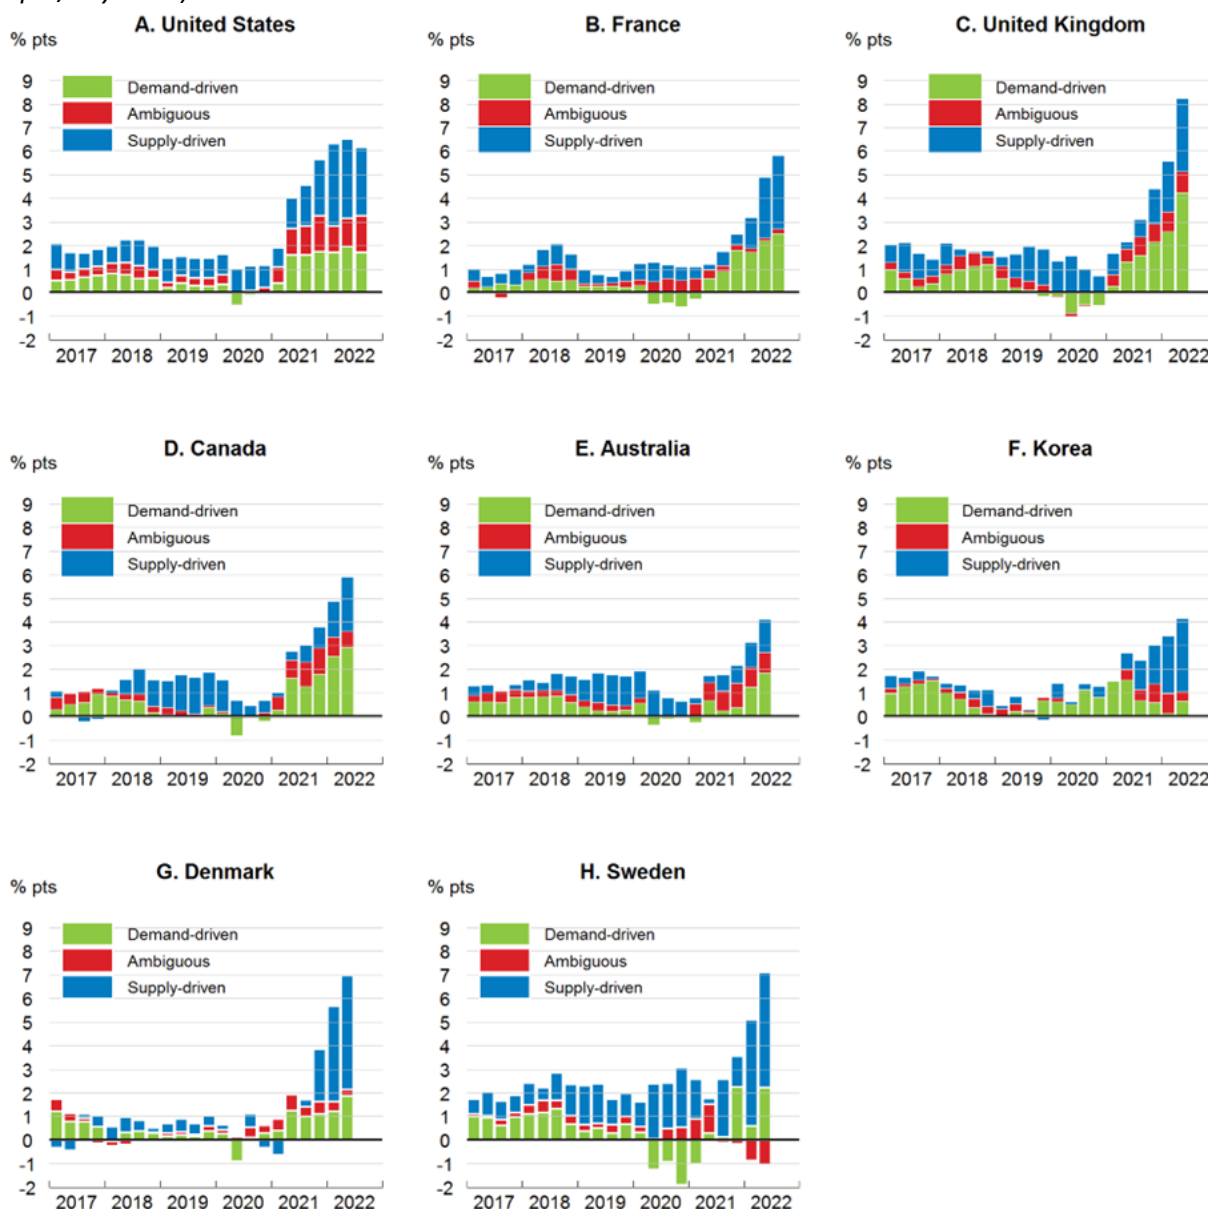 A. United States
% pts
9
8
7
6
5
4
3
2
1
0
-1
-2
Demand-driven
Ambiguous
Supply-driven
2017 2018 2019 2020 2021 2022
B. France
% pts
9
8
7
6
5
4
3
2
1
0
-1
-2
Demand-driven
Ambiguous
Supply-driven
2017 2018 2019 2020 2021 2022
C. United Kingdom
% pts
9
8
7
6
5
4
3
2
1
0
-1
-2
Demand-driven
Ambiguous
Supply-driven
2017 2018 2019 2020 2021 2022
D. Canada
% pts
9
8
7
6
5
4
3
2
1
0
-1
-2
Demand-driven
Ambiguous
Supply-driven
2017 2018 2019 2020 2021 2022
E. Australia
% pts
9
8
7
6
5
4
3
2
1
0
-1
-2
Demand-driven
Ambiguous
Supply-driven
2017 2018 2019 2020 2021 2022
F. Korea
% pts
9
8
7
6
5
4
3
2
1
0
-1
-2
Demand-driven
Ambiguous
Supply-driven
2017 2018 2019 2020 2021 2022
G. Denmark
% pts
9
8
7
6
5
4
3
2
1
0
-1
-2
Demand-driven
Ambiguous
Supply-driven
2017 2018 2019 2020 2021 2022
H. Sweden
% pts
9
8
7
6
5
4
3
2
1
0
-1
-2
Demand-driven
Ambiguous
Supply-driven
2017 2018 2019 2020 2021 2022